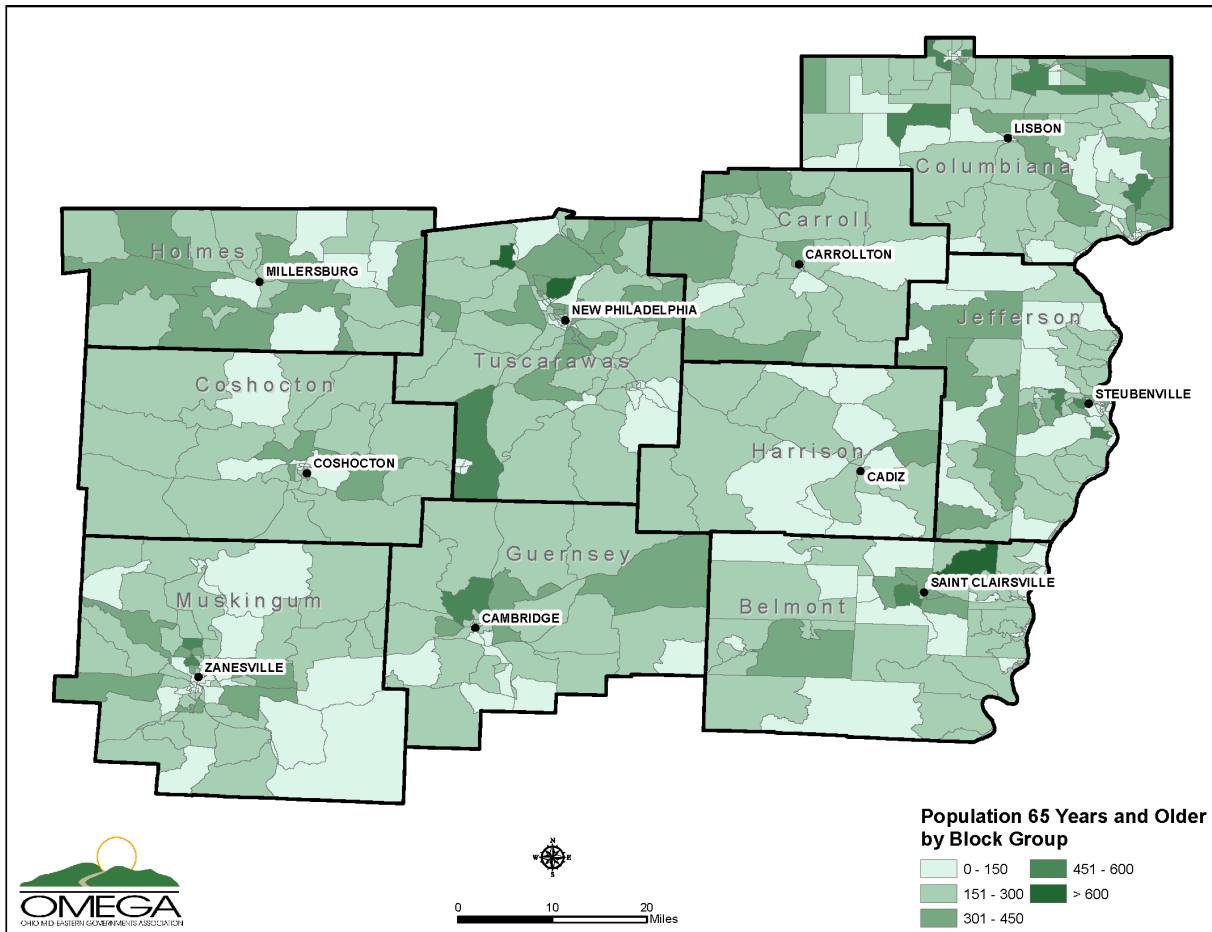 LISBON
Columbiana
Carroll
CARROLLTON
Holmes
MILLERSBURG
NEW PHILADELPHIA
Jefferson
Tuscarawas
Coshocton
STEUBENVILLE
COSHOCTON
Harrison
CADIZ
Guernsey
SAINT CLAIRSVILLE
Muskingum
Belmont
CAMBRIDGE
ZANESVILLE
Population 65 Years and Older
by Block Group
0 - 150
451 - 600
151 - 300
> 600
301 - 450
N
W E
S
0 10 20
Miles
OMEGA
OHIO MID-EASTERN GOVERNMENTS ASSOCIATION